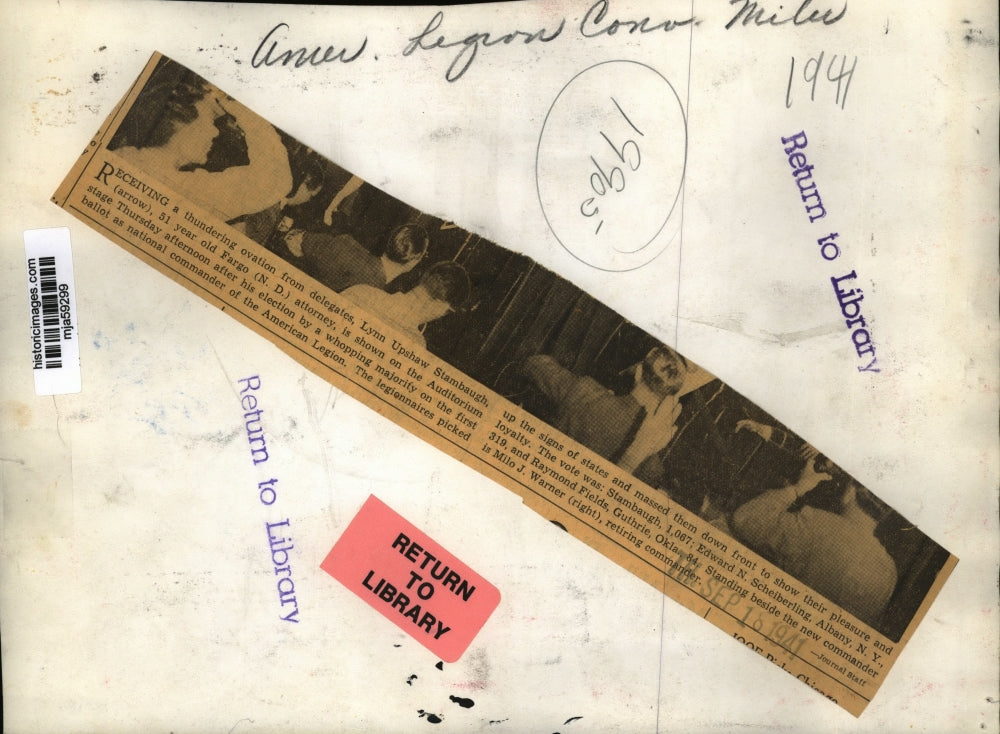 Amer. Legion Conv. Milw
1941
1990s
Return to Library
historicimages.com
mja59299
RECEIVING a thundering ovation from delegates, Lynn Upshaw Stambaugh,
(arrow), 51 year old Fargo (N. D.) attorney, is shown on the Auditorium
stage Thursday afternoon after his election by a whopping majority on the first
ballot as national commander of the American Legion. The legionnaires picked
up the signs of states and massed them down front to show their pleasure and
loyalty. The vote was: Stambaugh, 1,067; Edward N. Scheiberling, Albany, N. Y.,
319, and Raymond Fields, Guthrie, Okla., 84. Standing beside the new commander
is Milo J. Warner (right), retiring commander.
—Journal Staff
SEP 18 1941
Chicago
Return to Library
RETURN
TO
LIBRARY